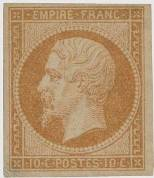 EMPIRE FRANC.
10 · C · POSTES · 10 · C